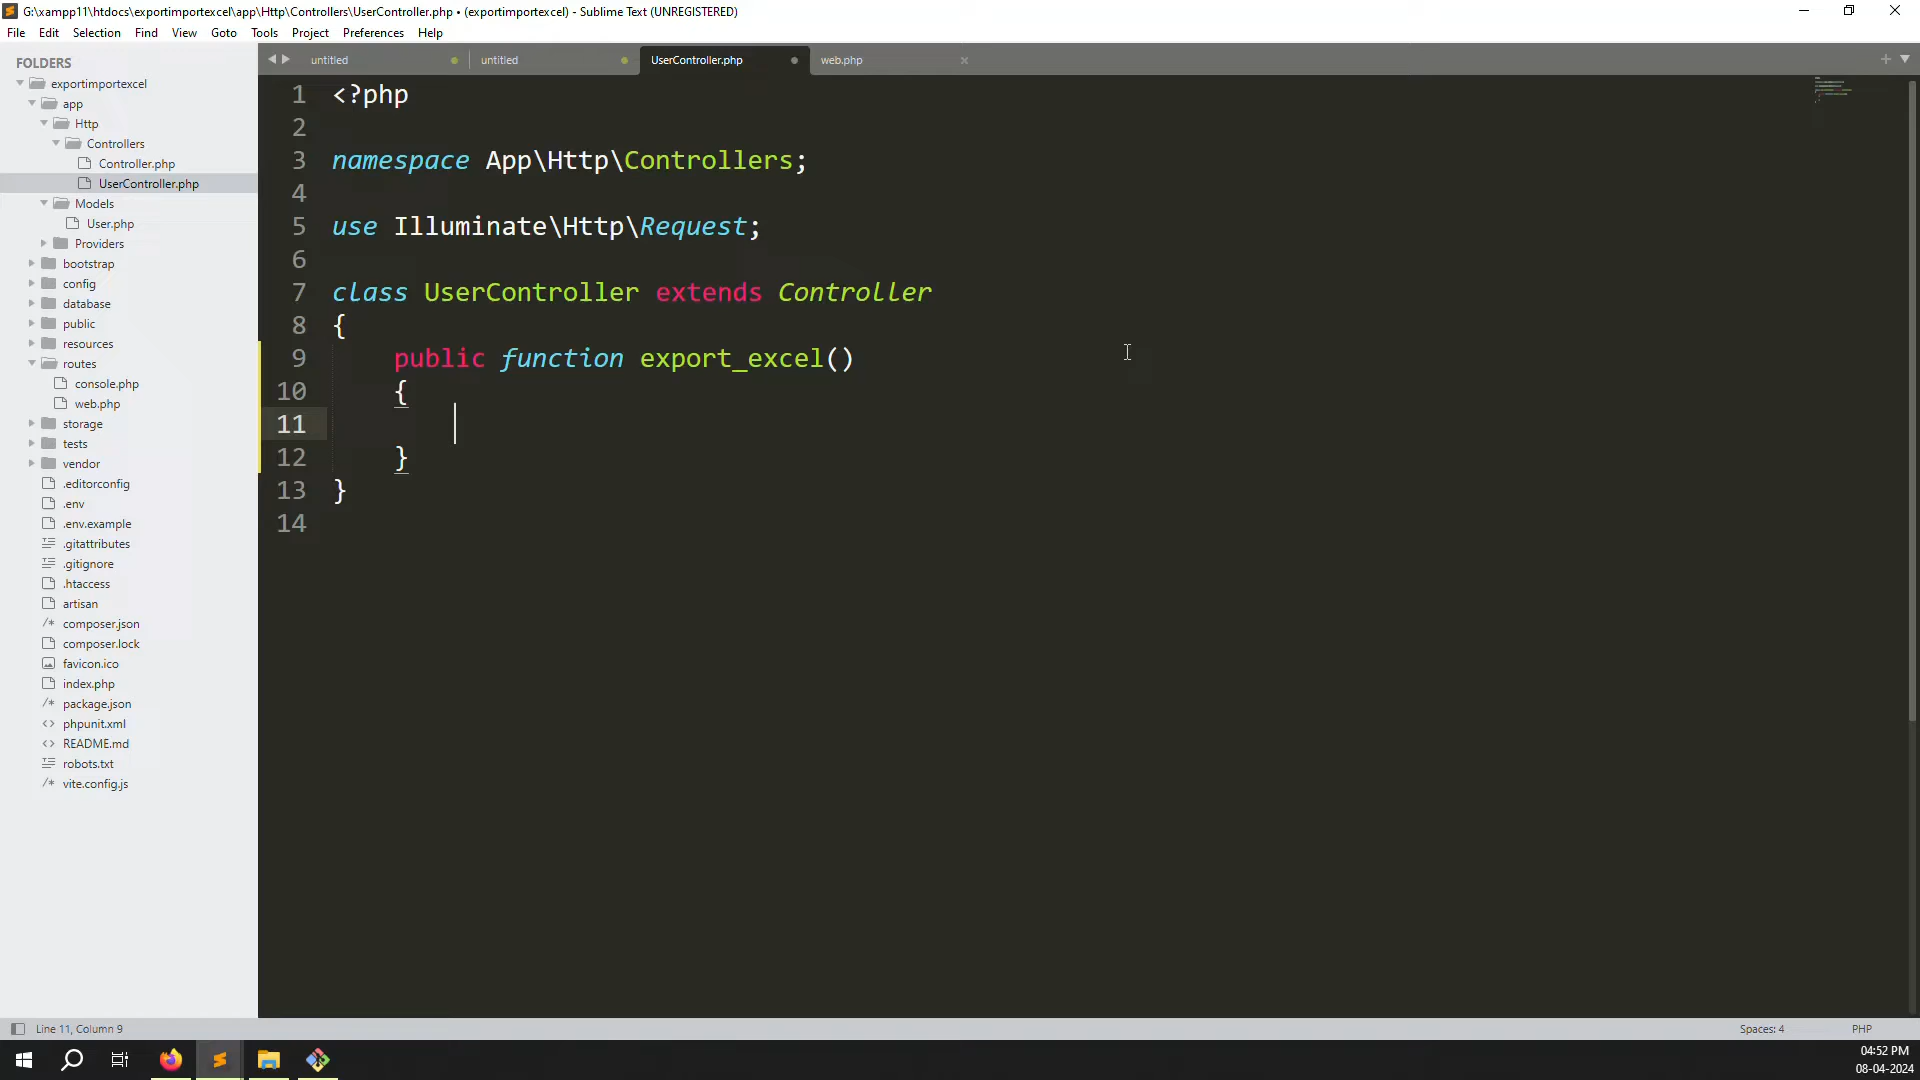 G:\xampp11\htdocs\exportimportexcel\app\Http\Controllers\UserController.php • (exportimportexcel) - Sublime Text (UNREGISTERED)
File Edit Selection Find View Goto Tools Project Preferences Help
FOLDERS
exportimportexcel
app
Http
Controllers
Controller.php
UserController.php
Models
User.php
Providers
bootstrap
config
database
public
resources
routes
console.php
web.php
storage
tests
vendor
.editorconfig
.env
.env.example
.gitattributes
.gitignore
.htaccess
artisan
composer.json
composer.lock
favicon.ico
index.php
package.json
phpunit.xml
README.md
robots.txt
vite.config.js
untitled untitled UserController.php web.php
1 <?php
2
3 namespace App\Http\Controllers;
4
5 use Illuminate\Http\Request;
6
7 class UserController extends Controller
8 {
9 public function export_excel()
10 {
11
12 }
13 }
14
Line 11, Column 9 Spaces: 4 PHP
04:52 PM
08-04-2024